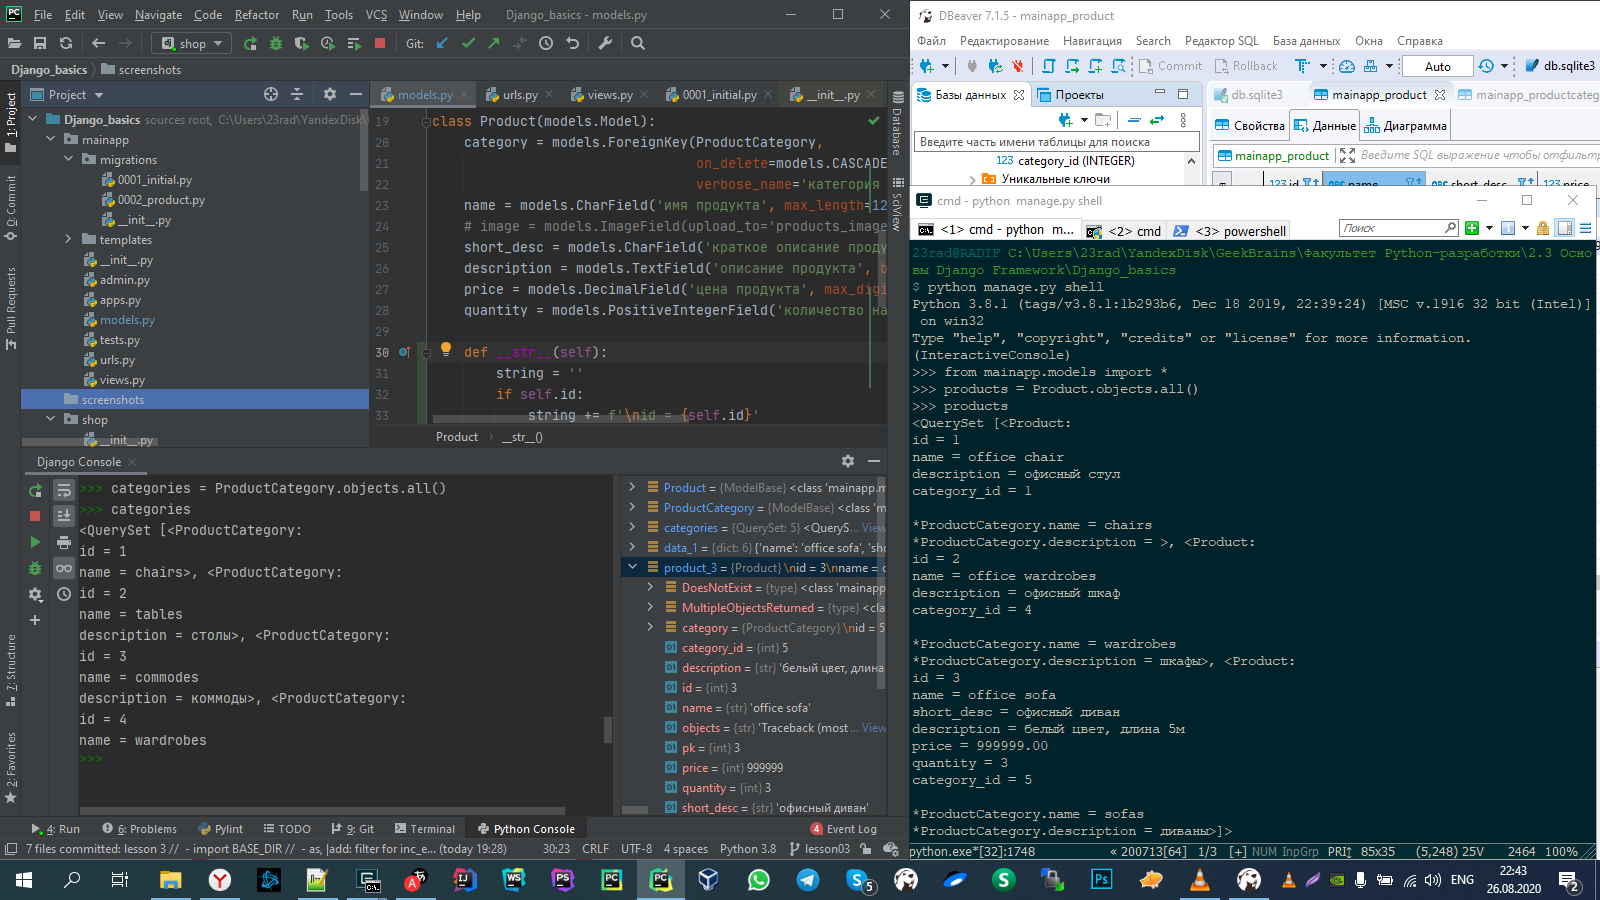 File Edit View Navigate Code Refactor Run Tools VCS Window Help Django_basics - models.py
shop Git:
Django_basics screenshots
Project
models.py urls.py views.py 0001_initial.py __init__.py
1: Project
Commit
Pull Requests
7: Structure
2: Favorites
Django_basics sources root, C:\Users\23rad\YandexDisk\
mainapp
migrations
0001_initial.py
0002_product.py
__init__.py
templates
__init__.py
admin.py
apps.py
models.py
tests.py
urls.py
views.py
screenshots
shop
__init__.py
19 class Product(models.Model):
20 category = models.ForeignKey(ProductCategory,
21 on_delete=models.CASCADE
22 verbose_name='категория
23 name = models.CharField('имя продукта', max_length=12
24 # image = models.ImageField(upload_to='products_image
25 short_desc = models.CharField('краткое описание проду
26 description = models.TextField('описание продукта', b
27 price = models.DecimalField('цена продукта', max_digi
28 quantity = models.PositiveIntegerField('количество на
29
30 def __str__(self):
31 string = ''
32 if self.id:
33 string += f'\nid = {self.id}'
Product __str__()
Database
SciView
Django Console
>>> categories = ProductCategory.objects.all()
>>> categories
<QuerySet [<ProductCategory:
id = 1
name = chairs>, <ProductCategory:
id = 2
name = tables
description = столы>, <ProductCategory:
id = 3
name = commodes
description = коммоды>, <ProductCategory:
id = 4
name = wardrobes
>>>
Product = {ModelBase} <class 'mainapp.m
ProductCategory = {ModelBase} <class 'm
categories = {QuerySet: 5} <QueryS... View
data_1 = {dict: 6} {'name': 'office sofa', 'sho
product_3 = {Product} \nid = 3\nname = o
DoesNotExist = {type} <class 'mainapp
MultipleObjectsReturned = {type} <clas
category = {ProductCategory} \nid = 5\
category_id = {int} 5
description = {str} 'белый цвет, длина
id = {int} 3
name = {str} 'office sofa'
objects = {str} 'Traceback (most ... View
pk = {int} 3
price = {int} 999999
quantity = {int} 3
short_desc = {str} 'офисный диван'
4: Run 6: Problems Pylint TODO 9: Git Terminal Python Console 4 Event Log
7 files committed: lesson 3 // - import BASE_DIR // - as, |add: filter for inc_e... (today 19:28) 30:23 CRLF UTF-8 4 spaces Python 3.8 lesson03
DBeaver 7.1.5 - mainapp_product
Файл Редактирование Навигация Search Редактор SQL База данных Окна Справка
Commit Rollback Auto db.sqlite3
Базы данных Проекты
db.sqlite3 mainapp_product mainapp_productcateg
Введите часть имени таблицы для поиска
123 category_id (INTEGER)
Уникальные ключи
Свойства Данные Диаграмма
mainapp_product Введите SQL выражение чтобы отфильтр
123 id name short_desc 123 price
cmd - python manage.py shell
<1> cmd - python m... <2> cmd <3> powershell Поиск
23rad@RADIF C:\Users\23rad\YandexDisk\GeekBrains\Факультет Python-разработки\2.3 Осно
вы Django Framework\Django_basics
$ python manage.py shell
Python 3.8.1 (tags/v3.8.1:1b293b6, Dec 18 2019, 22:39:24) [MSC v.1916 32 bit (Intel)]
on win32
Type "help", "copyright", "credits" or "license" for more information.
(InteractiveConsole)
>>> from mainapp.models import *
>>> products = Product.objects.all()
>>> products
<QuerySet [<Product:
id = 1
name = office chair
description = офисный стул
category_id = 1
*ProductCategory.name = chairs
*ProductCategory.description = >, <Product:
id = 2
name = office wardrobes
description = офисный шкаф
category_id = 4
*ProductCategory.name = wardrobes
*ProductCategory.description = шкафы>, <Product:
id = 3
name = office sofa
short_desc = офисный диван
description = белый цвет, длина 5м
price = 999999.00
quantity = 3
category_id = 5
*ProductCategory.name = sofas
*ProductCategory.description = диваны>]>
python.exe*[32]:1748 « 200713[64] 1/3 [+] NUM InpGrp PRI 85x35 (5,248) 25V 2464 100%
5 ENG 22:43
26.08.2020 2